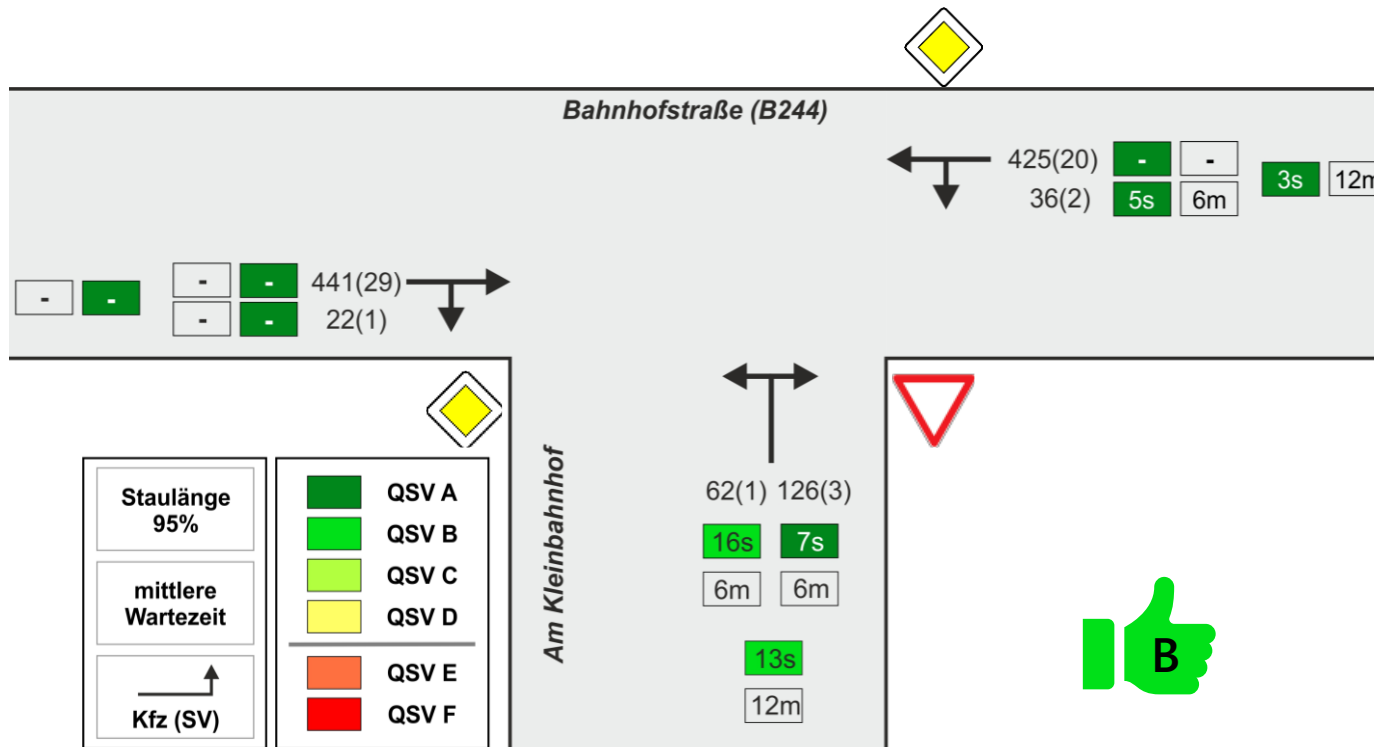 Bahnhofstraße (B244)
425(20) - -
36(2) 5s 6m
3s 12m
- -
- - 441(29)
- - 22(1)
Am Kleinbahnhof
62(1) 126(3)
16s 7s
6m 6m
13s
12m
Staulänge
95%
mittlere
Wartezeit
Kfz (SV)
QSV A
QSV B
QSV C
QSV D
QSV E
QSV F
B